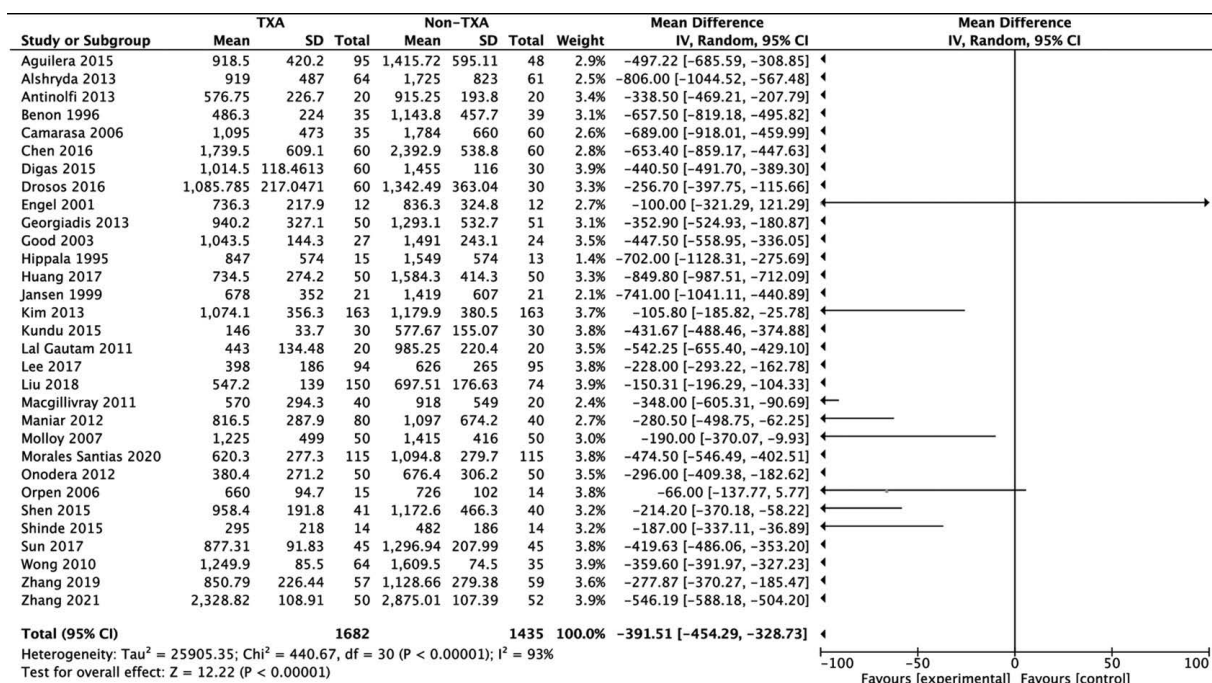 TXA Non-TXA Mean Difference Mean Difference
Study or Subgroup Mean SD Total Mean SD Total Weight IV, Random, 95% CI IV, Random, 95% CI
Aguilera 2015 918.5 420.2 95 1,415.72 595.11 48 2.9% -497.22 [-685.59, -308.85]
Alshryda 2013 919 487 64 1,725 823 61 2.5% -806.00 [-1044.52, -567.48]
Antinolfi 2013 576.75 226.7 20 915.25 193.8 20 3.4% -338.50 [-469.21, -207.79]
Benon 1996 486.3 224 35 1,143.8 457.7 39 3.1% -657.50 [-819.18, -495.82]
Camarasa 2006 1,095 473 35 1,784 660 60 2.6% -689.00 [-918.01, -459.99]
Chen 2016 1,739.5 609.1 60 2,392.9 538.8 60 2.8% -653.40 [-859.17, -447.63]
Digas 2015 1,014.5 118.4613 60 1,455 116 30 3.9% -440.50 [-491.70, -389.30]
Drosos 2016 1,085.785 217.0471 60 1,342.49 363.04 30 3.3% -256.70 [-397.75, -115.66]
Engel 2001 736.3 217.9 12 836.3 324.8 12 2.7% -100.00 [-321.29, 121.29]
Georgiadis 2013 940.2 327.1 50 1,293.1 532.7 51 3.0% -352.90 [-524.93, -180.87]
Good 2003 1,043.5 144.3 27 1,491 243.1 24 3.5% -447.50 [-558.95, -336.05]
Hippala 1995 847 574 15 1,549 574 13 1.4% -702.00 [-1128.31, -275.69]
Huang 2017 734.5 274.2 50 1,584.3 414.3 50 3.3% -849.80 [-987.51, -712.09]
Jansen 1999 678 352 21 1,419 607 21 2.1% -741.00 [-1041.11, -440.89]
Kim 2013 1,074.1 356.3 163 1,179.9 380.5 163 3.7% -105.80 [-185.82, -25.78]
Kundu 2015 146 33.7 30 577.67 155.07 30 3.8% -431.67 [-488.46, -374.88]
Lal Gautam 2011 443 134.48 20 985.25 220.4 20 3.5% -542.25 [-655.40, -429.10]
Lee 2017 398 186 94 626 265 95 3.8% -228.00 [-293.22, -162.78]
Liu 2018 547.2 139 150 697.51 176.63 74 3.9% -150.31 [-196.29, -104.33]
Macgillivray 2011 570 294.3 40 918 549 20 2.4% -348.00 [-605.31, -90.69]
Maniar 2012 816.5 287.9 80 1,097 674.2 40 2.7% -280.50 [-498.75, -62.25]
Molloy 2007 1,225 499 50 1,415 416 50 3.0% -190.00 [-370.07, -9.93]
Morales Santias 2020 620.3 277.3 115 1,094.8 279.7 115 3.8% -474.50 [-546.49, -402.51]
Onodera 2012 380.4 271.2 50 676.4 306.2 50 3.5% -296.00 [-409.38, -182.62]
Orpen 2006 660 94.7 15 726 102 14 3.8% -66.00 [-137.77, 5.77]
Shen 2015 958.4 191.8 41 1,172.6 466.3 40 3.2% -214.20 [-370.18, -58.22]
Shinde 2015 295 218 14 482 186 14 3.2% -187.00 [-337.11, -36.89]
Sun 2017 877.31 91.83 45 1,296.94 207.99 45 3.8% -419.63 [-486.06, -353.20]
Wong 2010 1,249.9 85.5 64 1,609.5 74.5 35 3.9% -359.60 [-391.97, -327.23]
Zhang 2019 850.79 226.44 57 1,128.66 279.38 59 3.6% -277.87 [-370.27, -185.47]
Zhang 2021 2,328.82 108.91 50 2,875.01 107.39 52 3.9% -546.19 [-588.18, -504.20]
Total (95% CI) 1682 1435 100.0% -391.51 [-454.29, -328.73]
Heterogeneity: Tau² = 25905.35; Chi² = 440.67, df = 30 (P < 0.00001); I² = 93%
Test for overall effect: Z = 12.22 (P < 0.00001)
-100 -50 0 50 100
Favours [experimental] Favours [control]